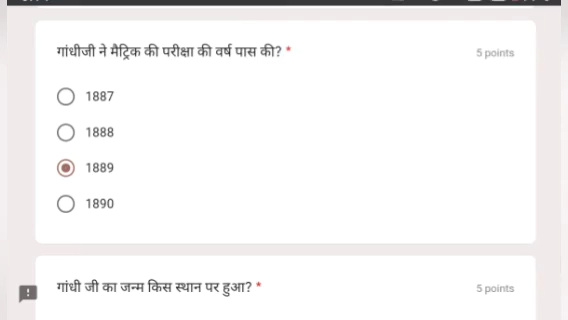 गांधीजी ने मैट्रिक की परीक्षा की वर्ष पास की? *
5 points
1887
1888
1889
1890
गांधी जी का जन्म किस स्थान पर हुआ? *
5 points